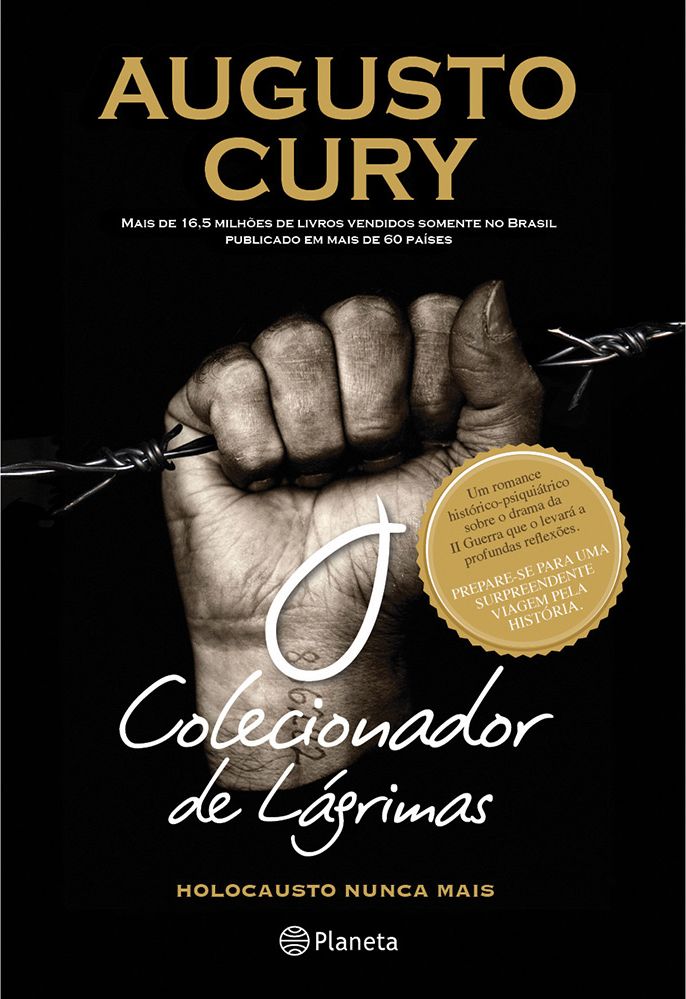 AUGUSTO
CURY
MAIS DE 16,5 MILHÕES DE LIVROS VENDIDOS SOMENTE NO BRASIL
PUBLICADO EM MAIS DE 60 PAÍSES
Um romance
histórico-psiquiátrico
sobre o drama da
II Guerra que o levará a
profundas reflexões.
PREPARE-SE PARA UMA
SURPREENDENTE
VIAGEM PELA
HISTÓRIA.
O
Colecionador
de Lágrimas
HOLOCAUSTO NUNCA MAIS
Planeta